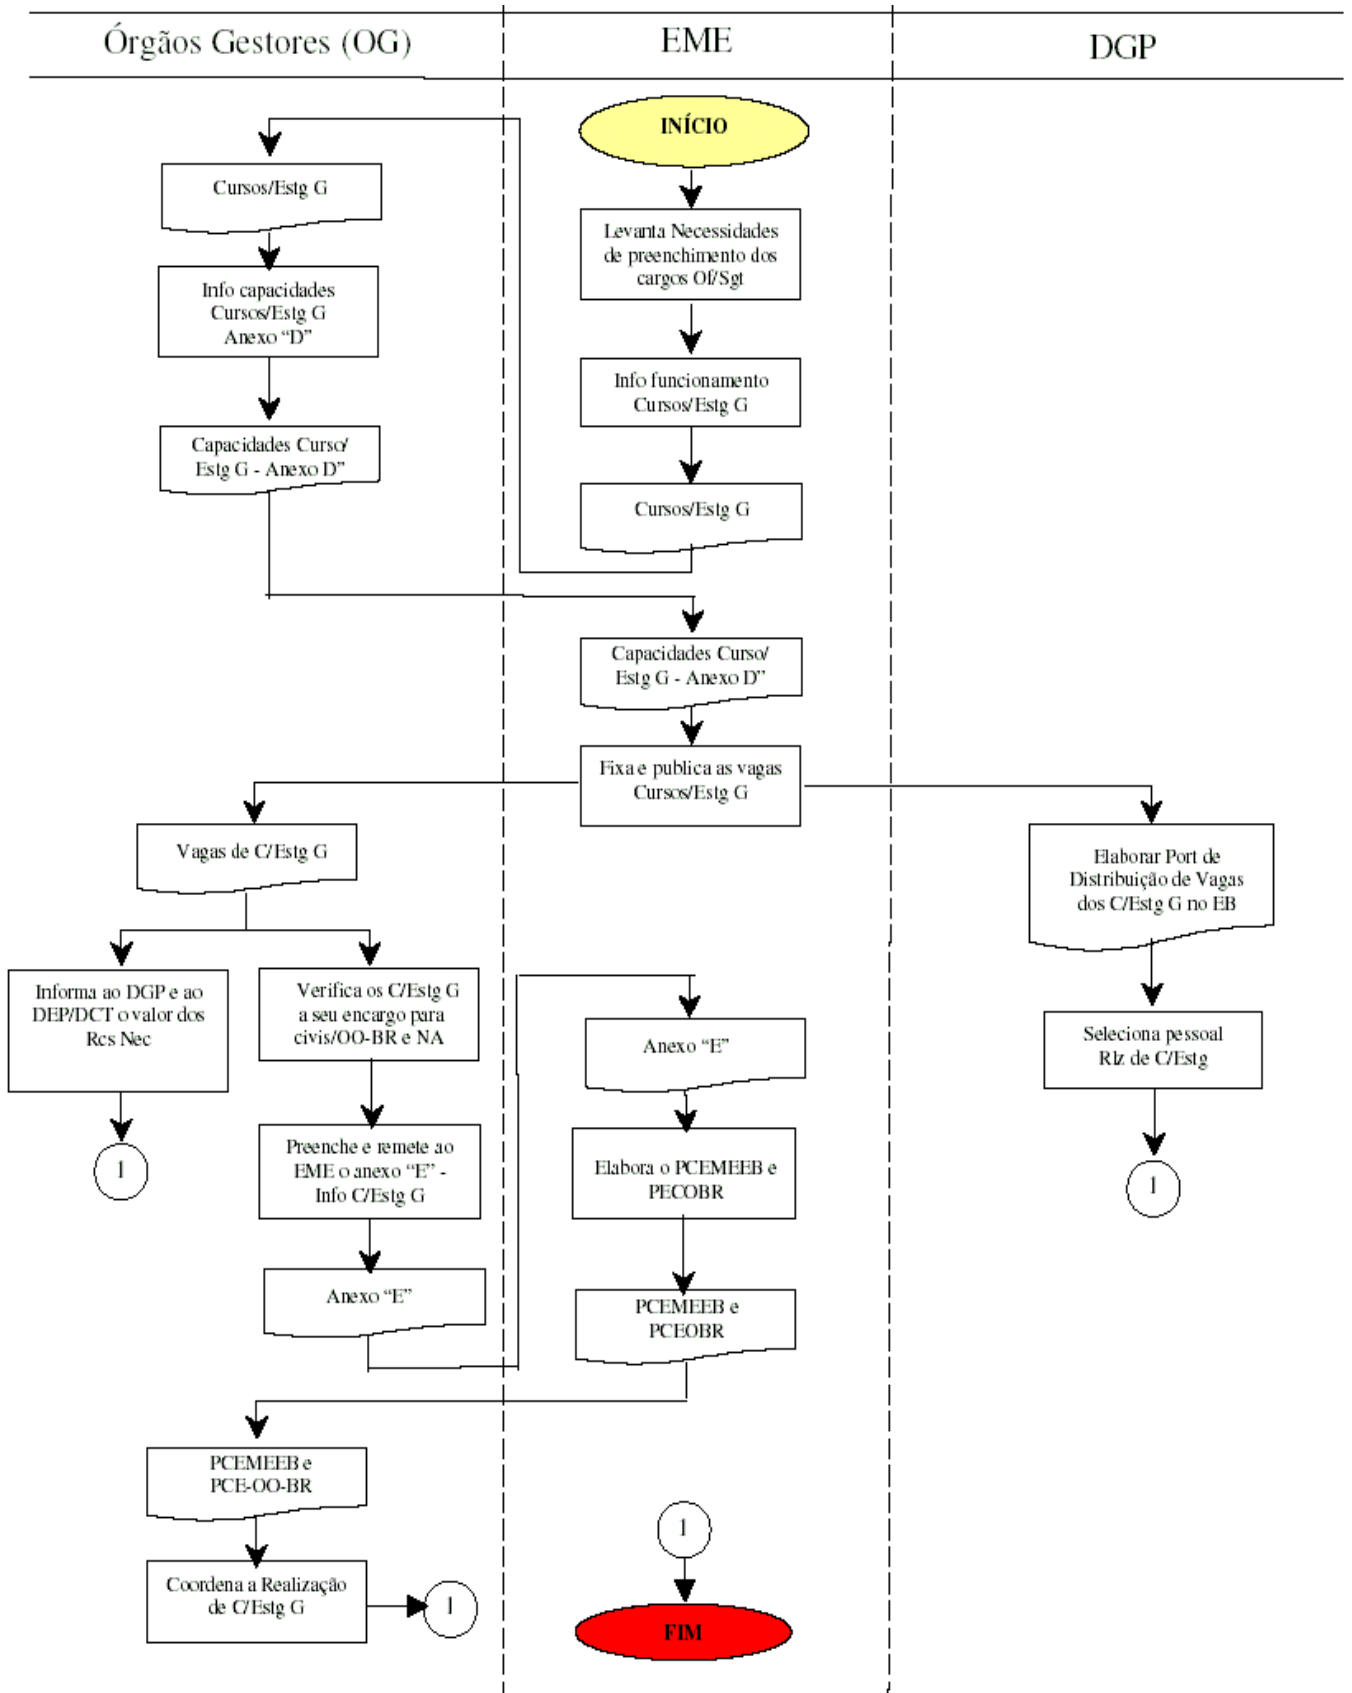 Órgãos Gestores (OG)
EME
DGP
INÍCIO
Cursos/Estg G
Levanta Necessidades
de preenchimento dos
cargos Of/Sgt
Info capacidades
Cursos/Estg G
Anexo “D”
Info funcionamento
Cursos/Estg G
Capacidades Curso/
Estg G - Anexo D”
Cursos/Estg G
Capacidades Curso/
Estg G - Anexo D”
Fixa e publica as vagas
Cursos/Estg G
Vagas de C/Estg G
Elaborar Port de
Distribuição de Vagas
dos C/Estg G no EB
Informa ao DGP e ao
DEP/DCT o valor dos
Rcs Nec
Verifica os C/Estg G
a seu encargo para
civis/OO-BR e NA
Anexo “E”
Seleciona pessoal
Rlz de C/Estg
1
Preenche e remete ao
EME o anexo “E” -
Info C/Estg G
Elabora o PCEMEEB e
PECOBR
1
Anexo “E”
PCEMEEB e
PCEOBR
PCEMEEB e
PCE-OO-BR
1
Coordena a Realização
de C/Estg G
1
FIM